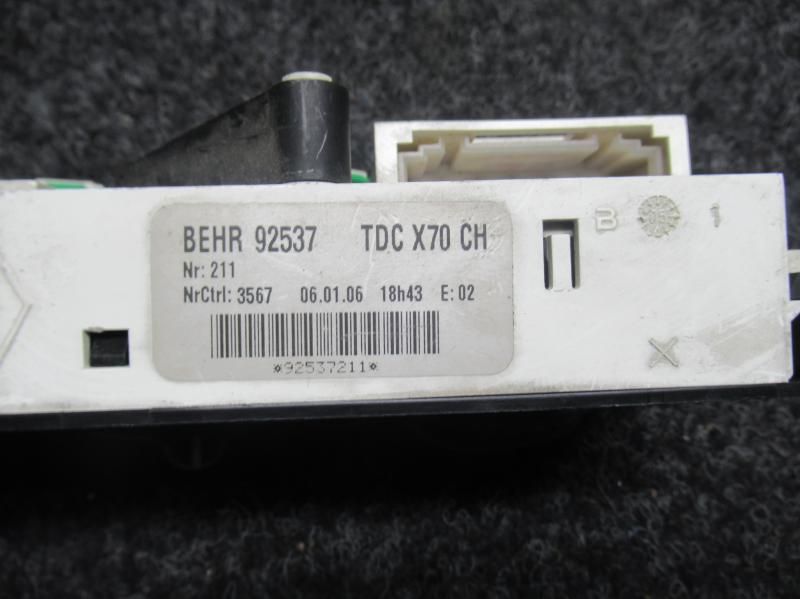 BEHR 92537 TDC X70 CH
Nr: 211
NrCtrl: 3567 06.01.06 18h43 E: 02
*92537211*
B 1
X